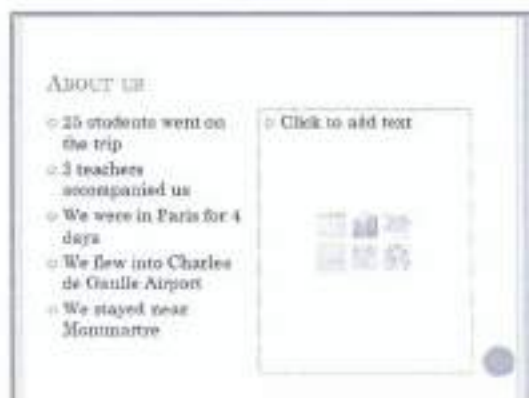 ABOUT US
25 students went on
the trip
3 teachers
accompanied us
We were in Paris for 4
days
We flew into Charles
de Gaulle Airport
We stayed near
Montmartre
Click to add text